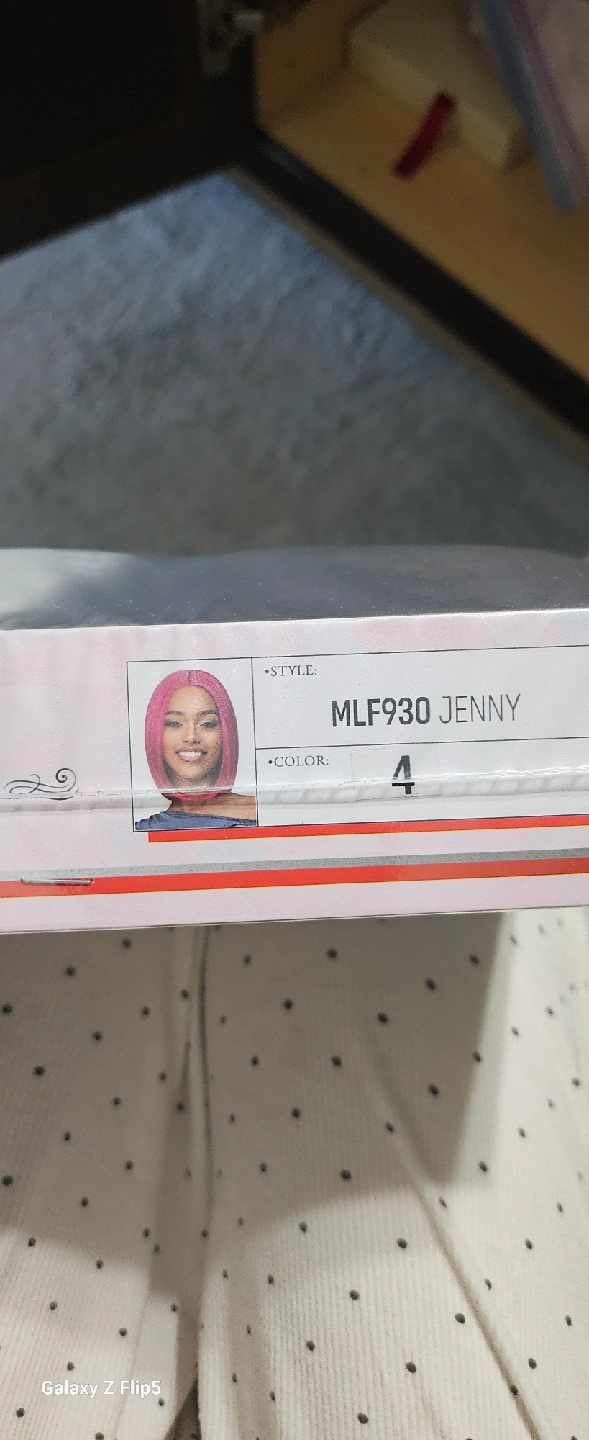 •STYLE:
MLF930 JENNY
•COLOR:
4
Galaxy Z Flip5